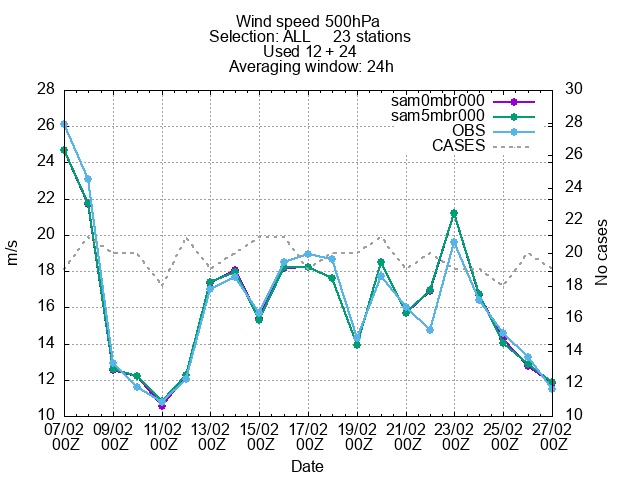 Wind speed 500hPa
Selection: ALL 23 stations
Used 12 + 24
Averaging window: 24h
28 30
sam0mbr000
sam5mbr000
OBS
CASES
26 28
24 26
22 24
20 22
18 20
16 18
14 16
12 14
10 12
10
m/s
No cases
07/02 09/02 11/02 13/02 15/02 17/02 19/02 21/02 23/02 25/02 27/02
00Z 00Z 00Z 00Z 00Z 00Z 00Z 00Z 00Z 00Z 00Z
Date